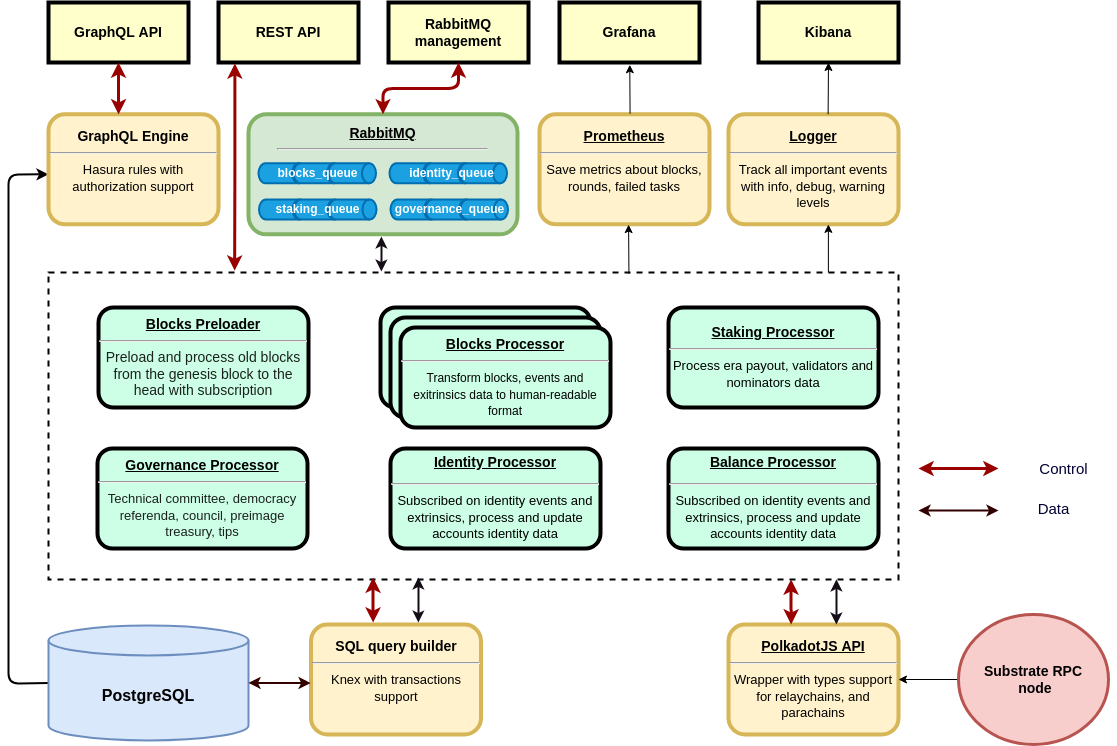 GraphQL API
REST API
RabbitMQ
management
Grafana
Kibana
GraphQL Engine
Hasura rules with
authorization support
RabbitMQ
blocks_queue
identity_queue
staking_queue
governance_queue
Prometheus
Save metrics about blocks,
rounds, failed tasks
Logger
Track all important events
with info, debug, warning
levels
Blocks Preloader
Preload and process old blocks
from the genesis block to the
head with subscription
Blocks Processor
Transform blocks, events and
exitrinsics data to human-readable
format
Staking Processor
Process era payout, validators and
nominators data
Governance Processor
Technical committee, democracy
referenda, council, preimage
treasury, tips
Identity Processor
Subscribed on identity events and
extrinsics, process and update
accounts identity data
Balance Processor
Subscribed on identity events and
extrinsics, process and update
accounts identity data
Control
Data
PostgreSQL
SQL query builder
Knex with transactions
support
PolkadotJS API
Wrapper with types support
for relaychains, and
parachains
Substrate RPC
node